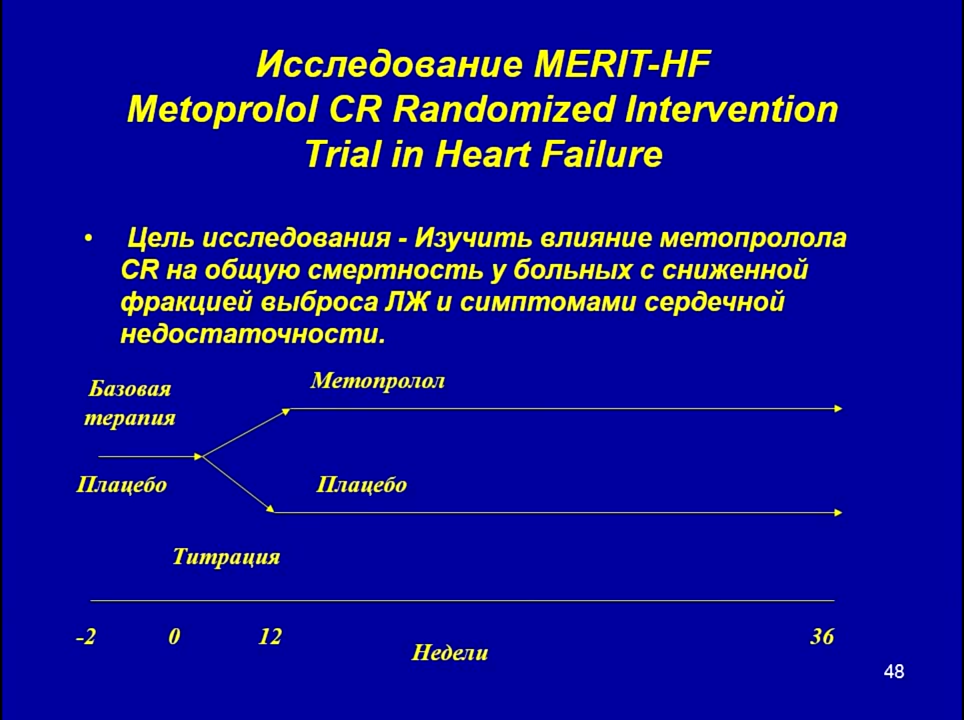 Исследование MERIT-HF
Metoprolol CR Randomized Intervention
Trial in Heart Failure
• Цель исследования - Изучить влияние метопролола
CR на общую смертность у больных с сниженной
фракцией выброса ЛЖ и симптомами сердечной
недостаточности.
Базовая
терапия
Метопролол
Плацебо
Плацебо
Титрация
-2 0 12 36
Недели
48